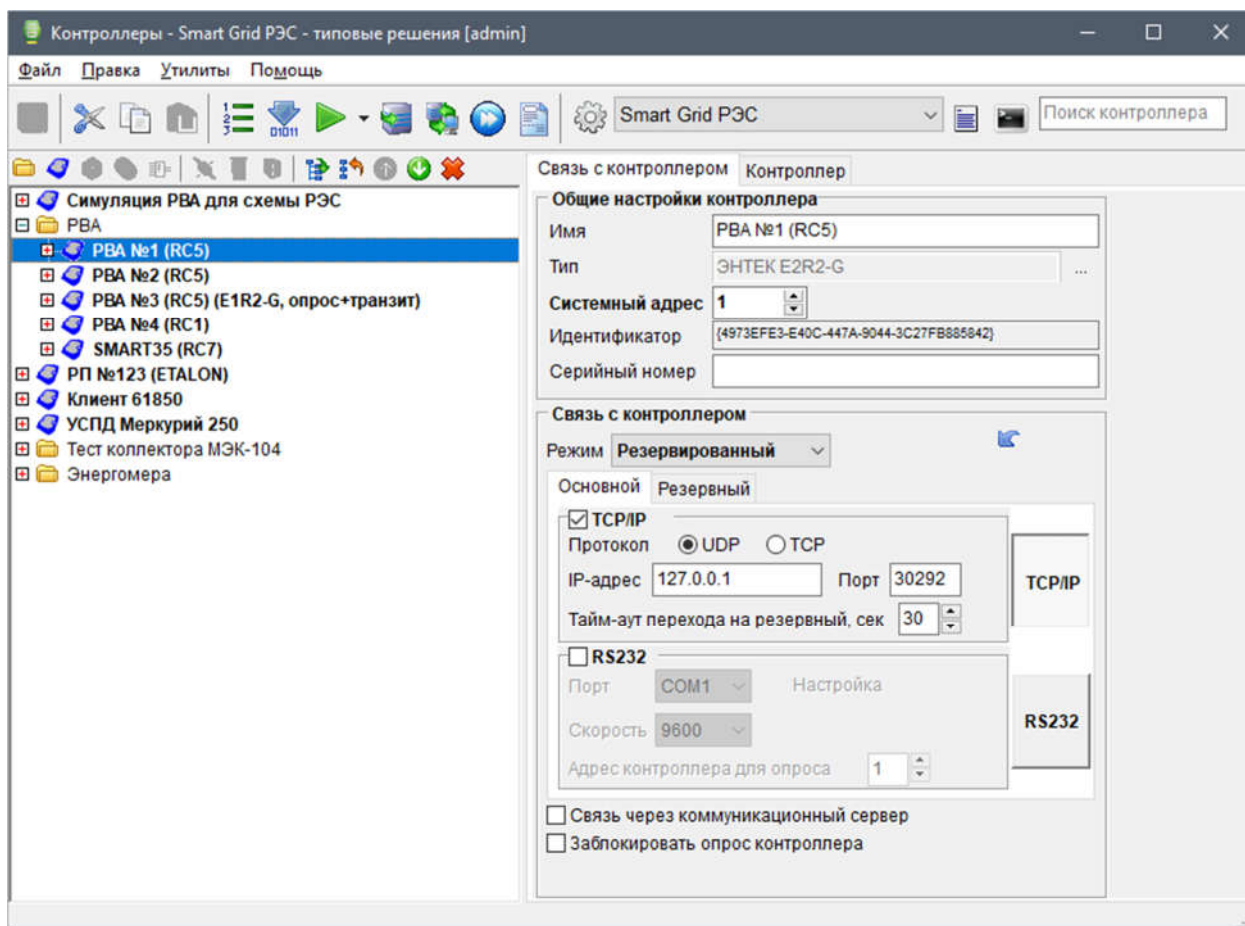 Контроллеры - Smart Grid РЭС - типовые решения [admin]
Файл Правка Утилиты Помощь
Smart Grid РЭС
Поиск контроллера
Симуляция РВА для схемы РЭС
РВА
РВА №1 (RC5)
РВА №2 (RC5)
РВА №3 (RC5) (E1R2-G, опрос+транзит)
РВА №4 (RC1)
SMART35 (RC7)
РП №123 (ETALON)
Клиент 61850
УСПД Меркурий 250
Тест коллектора МЭК-104
Энергомера
Связь с контроллером Контроллер
Общие настройки контроллера
Имя РВА №1 (RC5)
Тип ЭНТЕК E2R2-G ...
Системный адрес 1
Идентификатор {4973EFE3-E40C-447A-9044-3C27FB885842}
Серийный номер
Связь с контроллером
Режим Резервированный
Основной Резервный
TCP/IP
Протокол UDP TCP
IP-адрес 127.0.0.1 Порт 30292
Тайм-аут перехода на резервный, сек 30
TCP/IP
RS232
Порт COM1 Настройка
Скорость 9600
Адрес контроллера для опроса 1
RS232
Связь через коммуникационный сервер
Заблокировать опрос контроллера